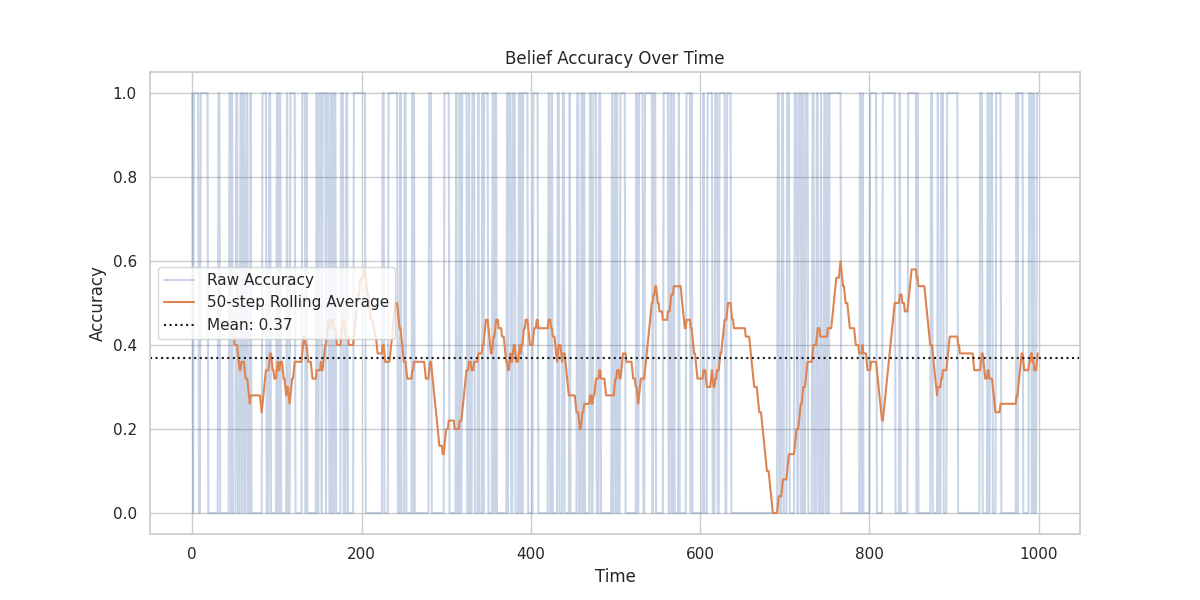 Belief Accuracy Over Time
1.0
0.8
0.6
0.4
0.2
0.0
Accuracy
Raw Accuracy
50-step Rolling Average
Mean: 0.37
0 200 400 600 800 1000
Time